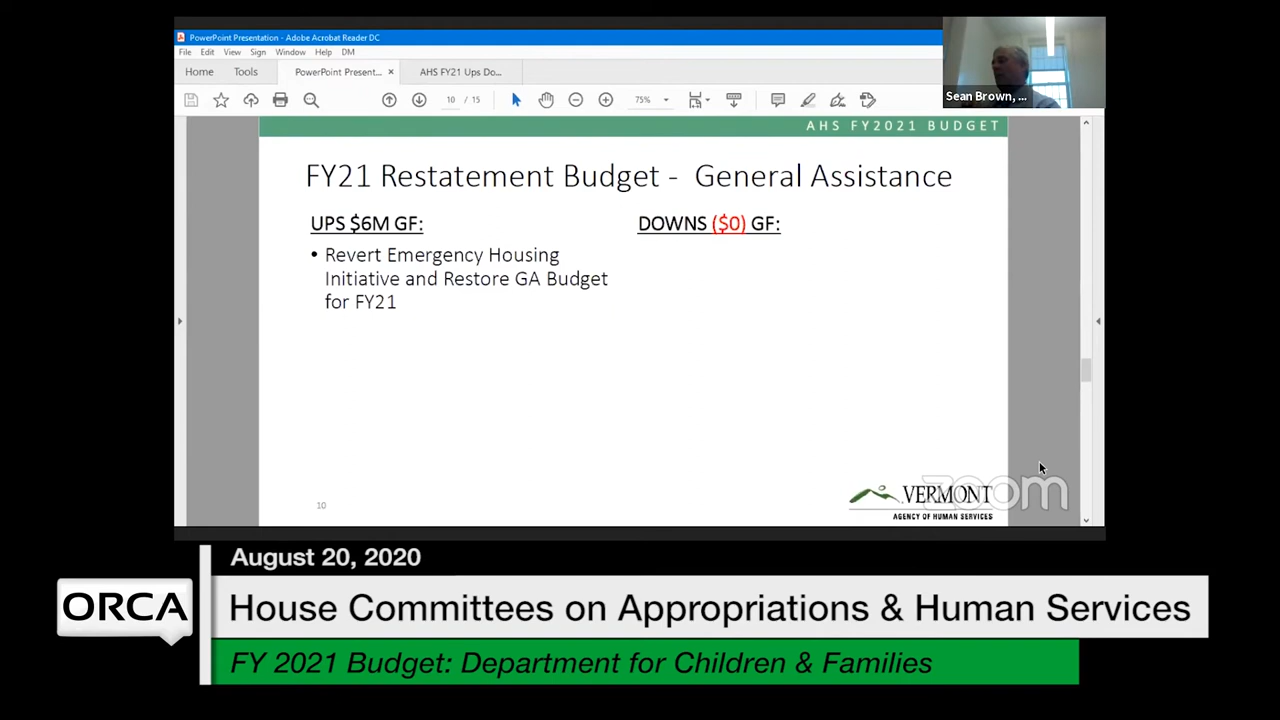 PowerPoint Presentation - Adobe Acrobat Reader DC
File Edit View Sign Window Help DM
Home Tools PowerPoint Present... × AHS FY21 Ups Do...
10 / 15 75%
Sean Brown, ...
AHS FY2021 BUDGET
FY21 Restatement Budget - General Assistance
UPS $6M GF:
• Revert Emergency Housing
Initiative and Restore GA Budget
for FY21
DOWNS ($0) GF:
10
VERMONT
AGENCY OF HUMAN SERVICES
zoom
August 20, 2020
ORCA
House Committees on Appropriations & Human Services
FY 2021 Budget: Department for Children & Families